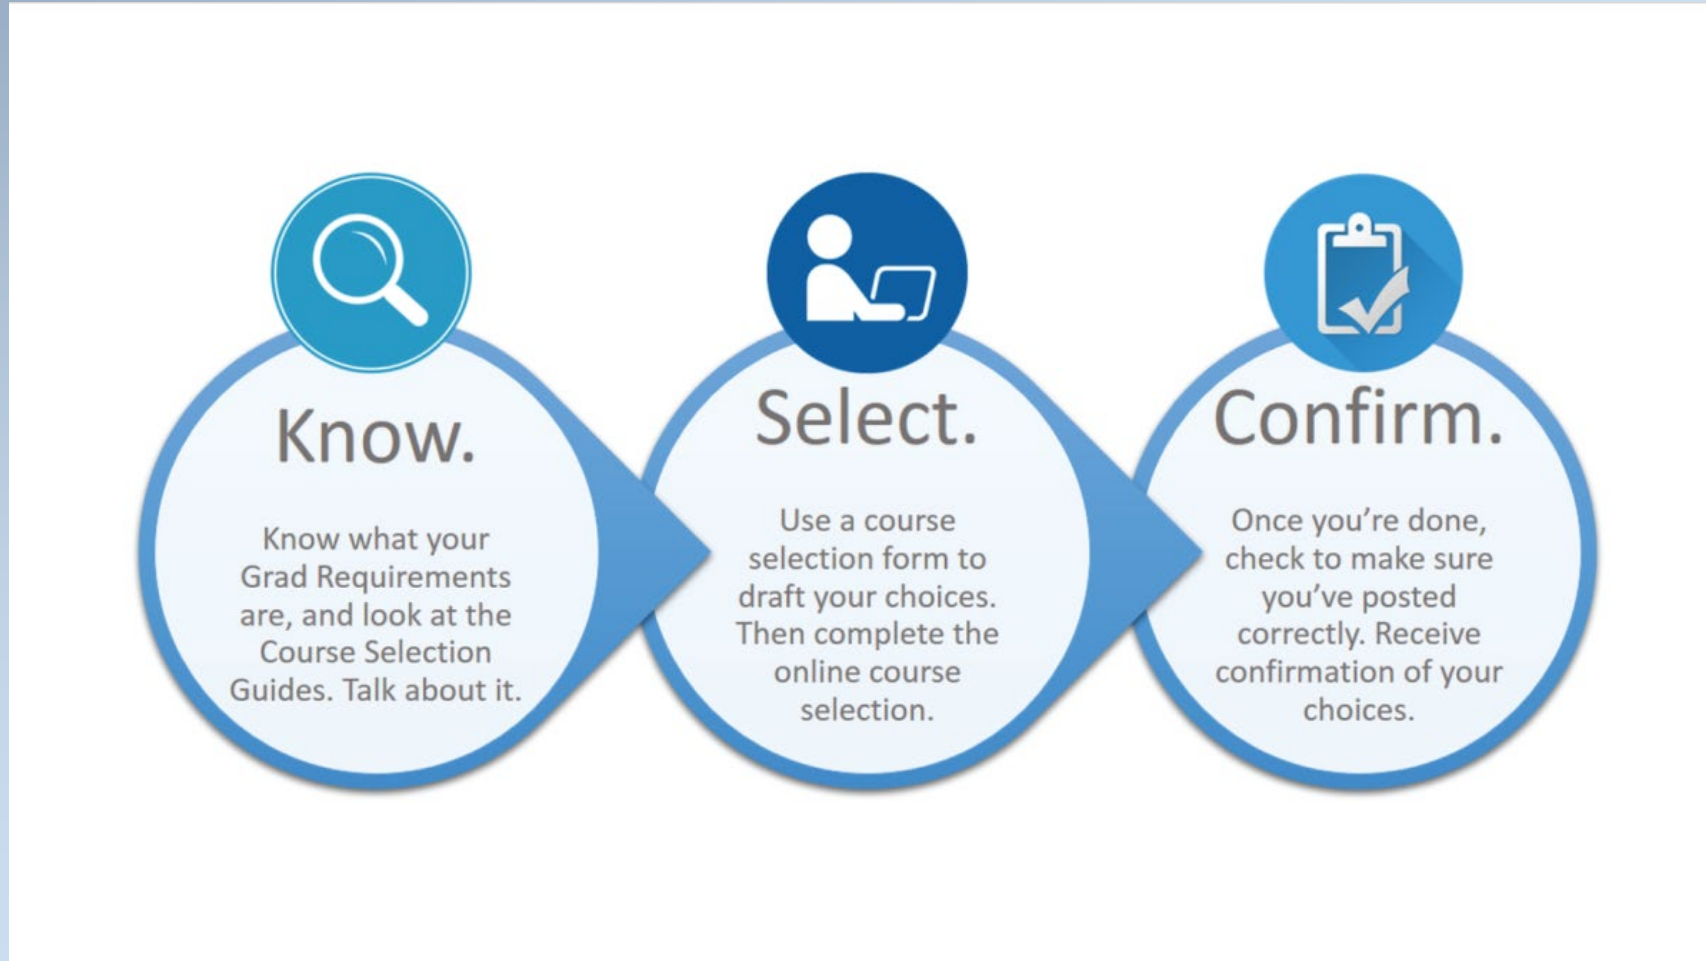 Know.
Know what your
Grad Requirements
are, and look at the
Course Selection
Guides. Talk about it.
Select.
Use a course
selection form to
draft your choices.
Then complete the
online course
selection.
Confirm.
Once you’re done,
check to make sure
you’ve posted
correctly. Receive
confirmation of your
choices.